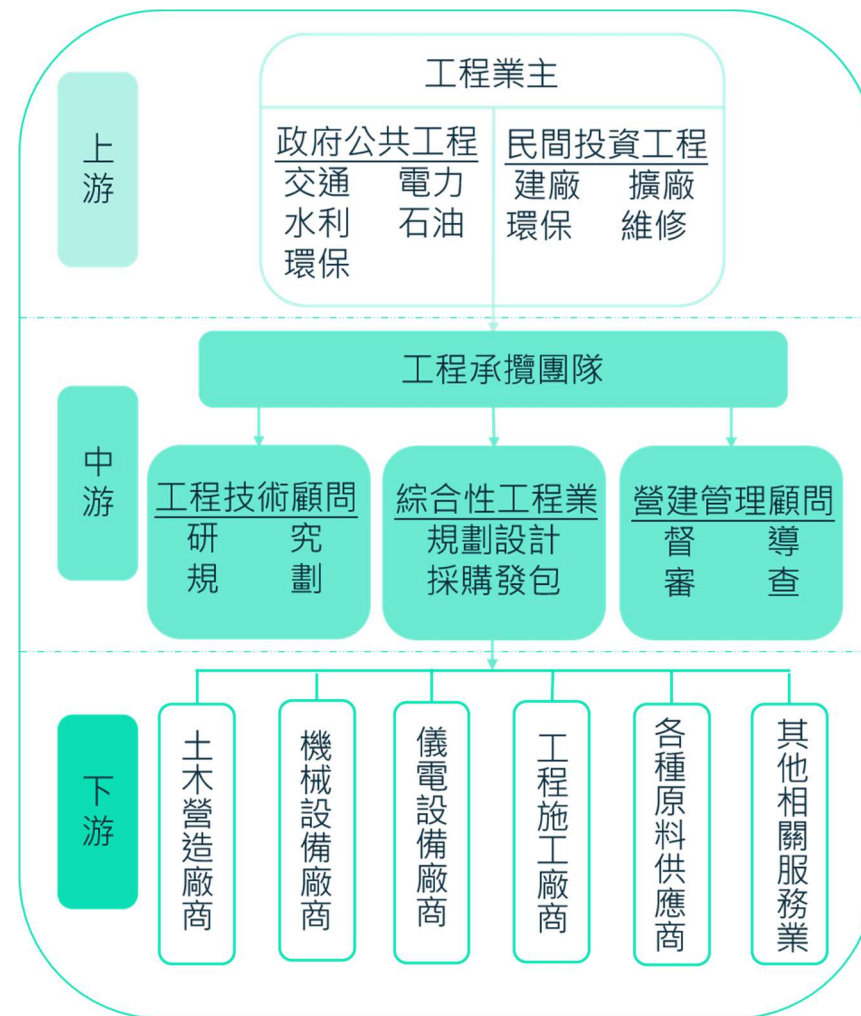 上游
工程業主
政府公共工程
交通 電力
水利 石油
環保
民間投資工程
建廠 擴廠
環保 維修
中游
工程承攬團隊
工程技術顧問
研 究
規 劃
綜合性工程業
規劃設計
採購發包
營建管理顧問
督 導
審 查
下游
土木營造廠商
機械設備廠商
儀電設備廠商
工程施工廠商
各種原料供應商
其他相關服務業